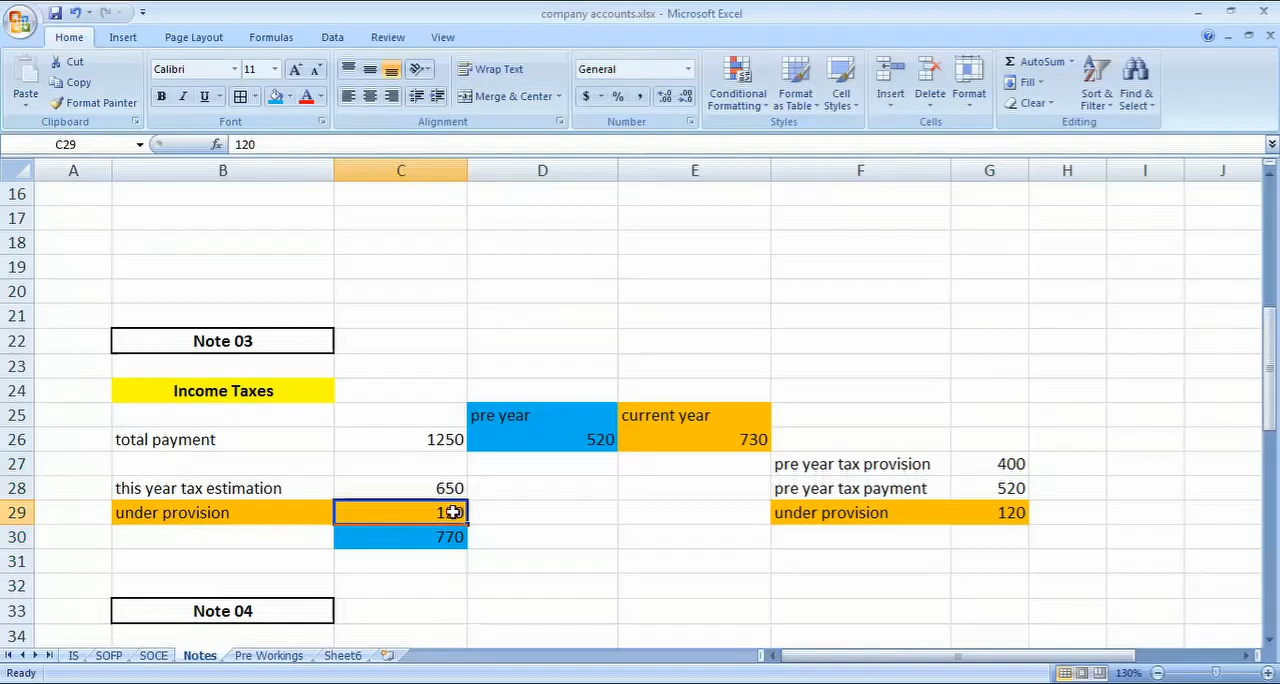 company accounts.xlsx - Microsoft Excel
Home Insert Page Layout Formulas Data Review View
Cut
Copy
Format Painter
Paste
Clipboard
Calibri 11
B I U
Font
Wrap Text
Merge & Center
Alignment
General
$ % ,
Number
Conditional Formatting
Format as Table
Cell Styles
Styles
Insert Delete Format
Cells
AutoSum
Fill
Clear
Sort & Filter
Find & Select
Editing
C29 fx 120
A B C D E F G H I J
16
17
18
19
20
21
22 Note 03
23
24 Income Taxes
25 pre year current year
26 total payment 1250 520 730
27 pre year tax provision 400
28 this year tax estimation 650 pre year tax payment 520
29 under provision under provision 120
30 770
31
32
33 Note 04
34
IS SOFP SOCE Notes Pre Workings Sheet6
Ready 130%